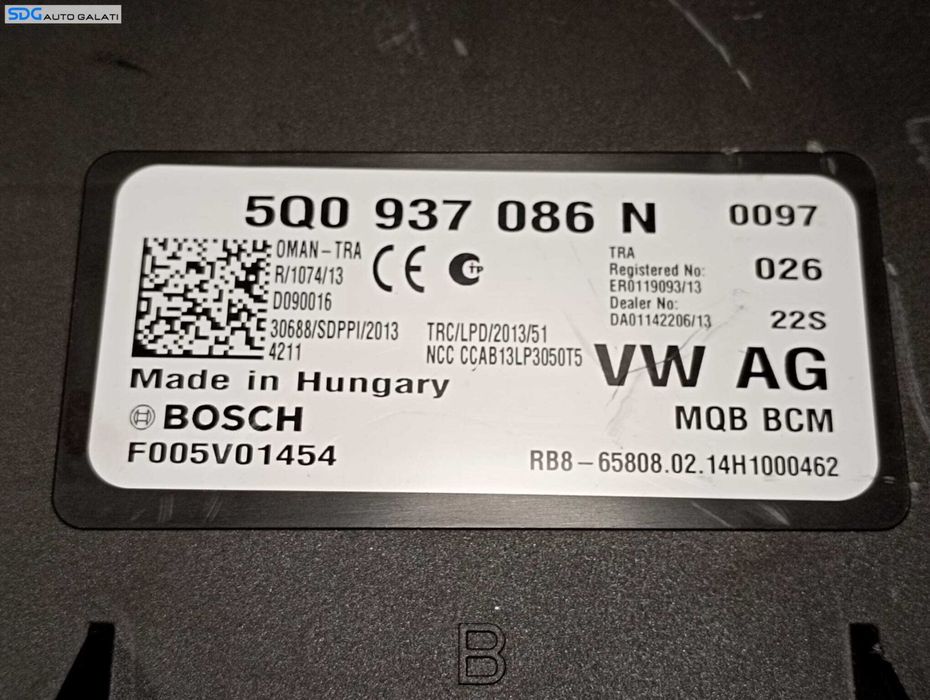 SDG AUTO GALATI
5Q0 937 086 N 0097
OMAN-TRA
R/1074/13
D090016
30688/SDPPI/2013
4211
CE
TP
TRC/LPD/2013/51
NCC CCAB13LP3050T5
TRA
Registered No:
ER0119093/13
Dealer No:
DA01142206/13
026
22S
VW AG
Made in Hungary
BOSCH
MQB BCM
F005V01454
RB8-65808.02.14H1000462
B